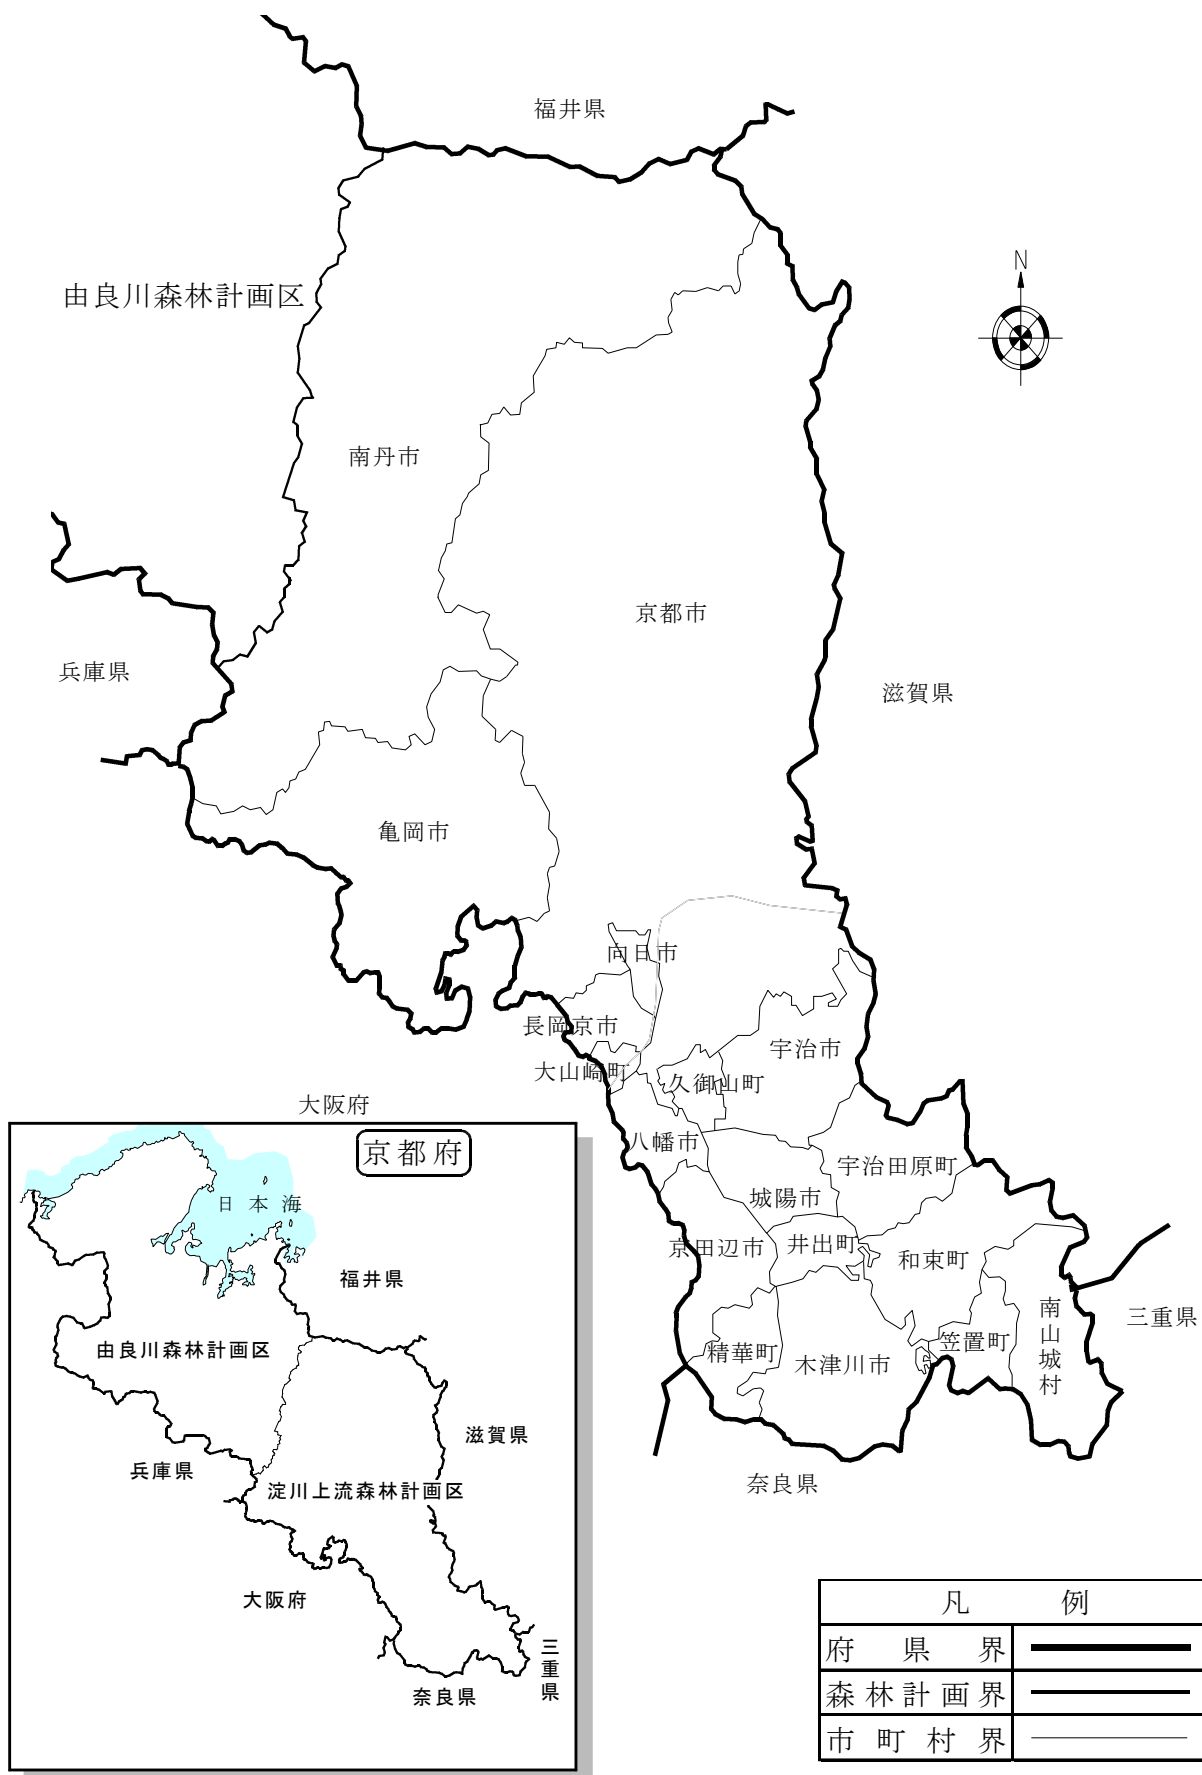 福井県
N
由良川森林計画区
南丹市
京都市
兵庫県
滋賀県
亀岡市
向日市
長岡京市
宇治市
大山崎町
久御山町
大阪府
八幡市
宇治田原町
城陽市
京田辺市
井出町
和束町
南山城村
三重県
笠置町
精華町
木津川市
奈良県
京都府
日本海
福井県
由良川森林計画区
滋賀県
兵庫県
淀川上流森林計画区
大阪府
三重県
奈良県
凡例
府県界
森林計画界
市町村界